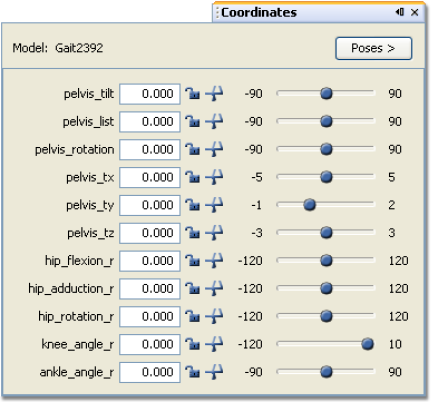 Coordinates
Model: Gait2392 Poses >
pelvis_tilt 0.000 -90 90
pelvis_list 0.000 -90 90
pelvis_rotation 0.000 -90 90
pelvis_tx 0.000 -5 5
pelvis_ty 0.000 -1 2
pelvis_tz 0.000 -3 3
hip_flexion_r 0.000 -120 120
hip_adduction_r 0.000 -120 120
hip_rotation_r 0.000 -120 120
knee_angle_r 0.000 -120 10
ankle_angle_r 0.000 -90 90